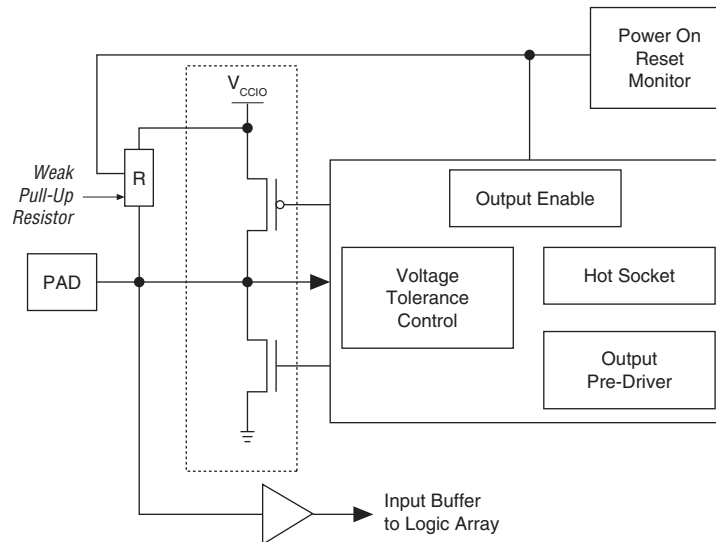 Power On
Reset
Monitor
V CCIO
Weak
Pull-Up
Resistor
R
Output Enable
PAD
Voltage
Tolerance
Control
Hot Socket
Output
Pre-Driver
Input Buffer
to Logic Array